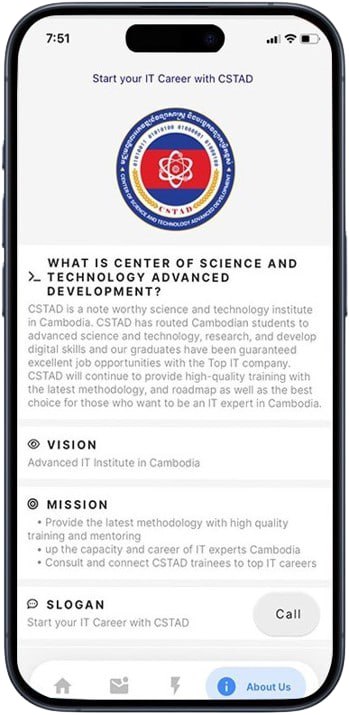 7:51
Start your IT Career with CSTAD
01010011 01010100 01000001
CENTER OF SCIENCE AND TECHNOLOGY ADVANCED DEVELOPMENT
CSTAD
WHAT IS CENTER OF SCIENCE AND
TECHNOLOGY ADVANCED
DEVELOPMENT?
CSTAD is a note worthy science and technology institute
in Cambodia. CSTAD has routed Cambodian students to
advanced science and technology, research, and develop
digital skills and our graduates have been guaranteed
excellent job opportunities with the Top IT company.
CSTAD will continue to provide high-quality training with
the latest methodology, and roadmap as well as the best
choice for those who want to be an IT expert in Cambodia.
VISION
Advanced IT Institute in Cambodia
MISSION
• Provide the latest methodology with high quality
training and mentoring
• up the capacity and career of IT experts Cambodia
• Consult and connect CSTAD trainees to top IT careers
SLOGAN
Start your IT Career with CSTAD
Call
About Us